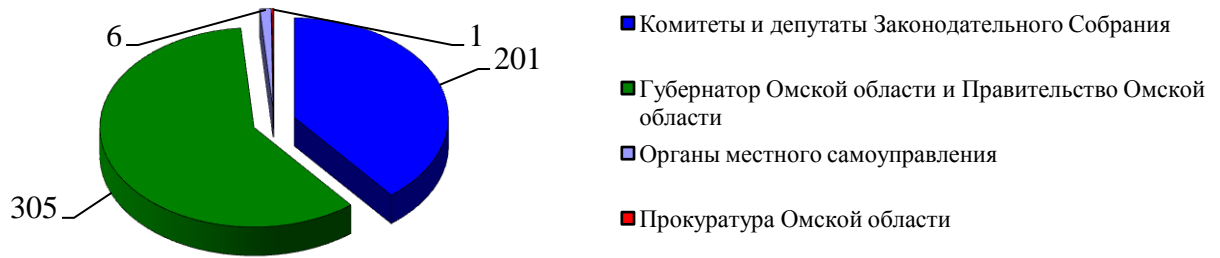 6
1
201
305
Комитеты и депутаты Законодательного Собрания
Губернатор Омской области и Правительство Омской
области
Органы местного самоуправления
Прокуратура Омской области